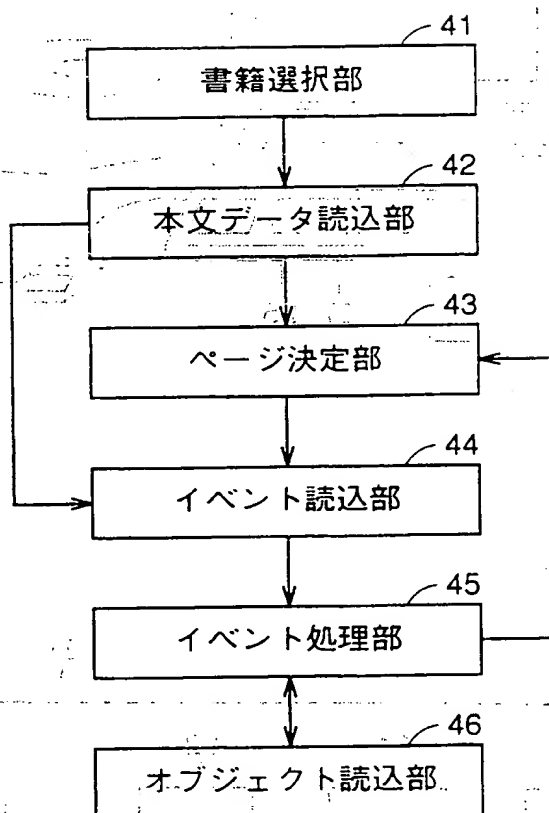 41
書籍選択部
42
本文データ読込部
43
ページ決定部
44
イベント読込部
45
イベント処理部
46
オブジェクト読込部